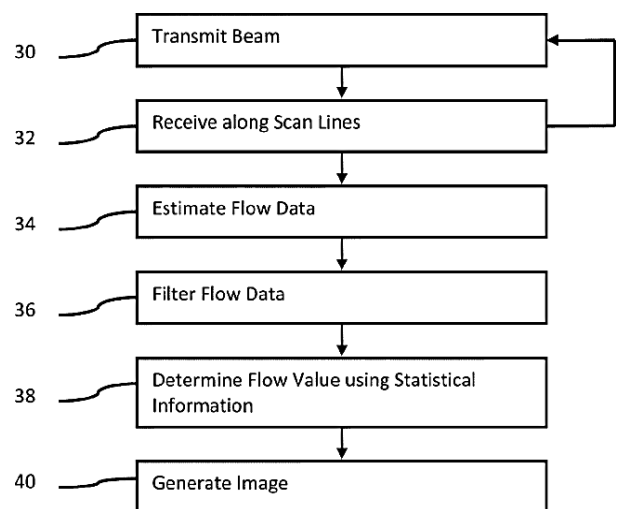 30 Transmit Beam
32 Receive along Scan Lines
34 Estimate Flow Data
36 Filter Flow Data
38 Determine Flow Value using Statistical
Information
40 Generate Image